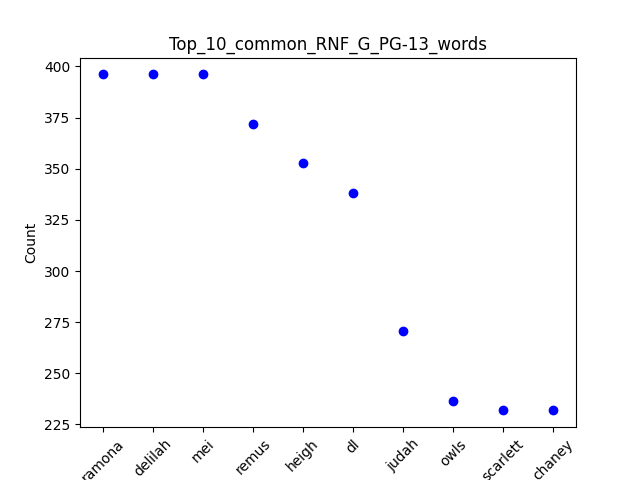 Top_10_common_RNF_G_PG-13_words
400
375
350
325
300
275
250
225
Count
ramona
delilah
mei
remus
heigh
dl
judah
owls
scarlett
chaney